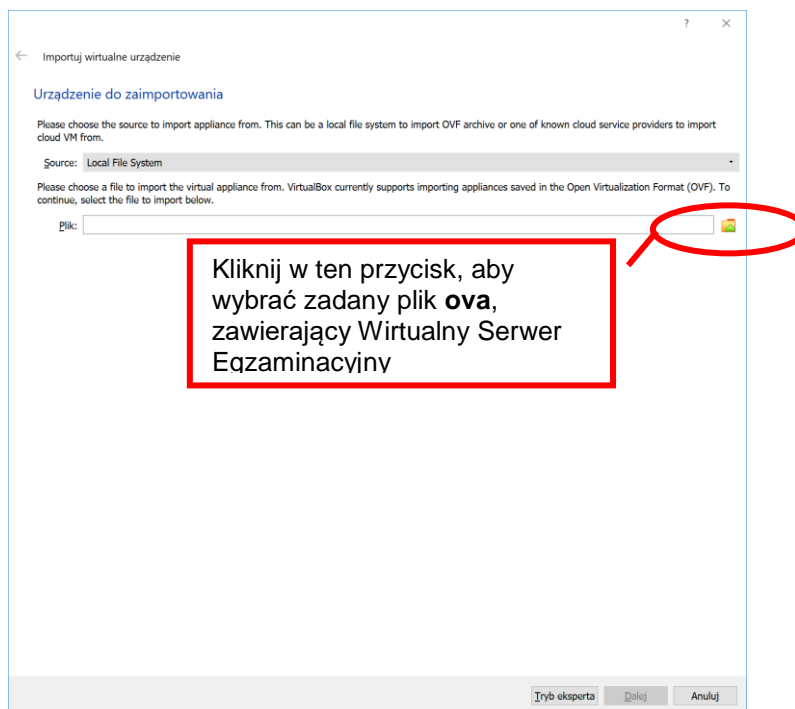 ?
Importuj wirtualne urządzenie
Urządzenie do zaimportowania
Please choose the source to import appliance from. This can be a local file system to import OVF archive or one of known cloud service providers to import
cloud VM from.
Source: Local File System
Please choose a file to import the virtual appliance from. VirtualBox currently supports importing appliances saved in the Open Virtualization Format (OVF). To
continue, select the file to import below.
Plik:
Kliknij w ten przycisk, aby
wybrać zadany plik ova,
zawierający Wirtualny Serwer
Egzaminacyjny
Tryb eksperta Dalej Anuluj